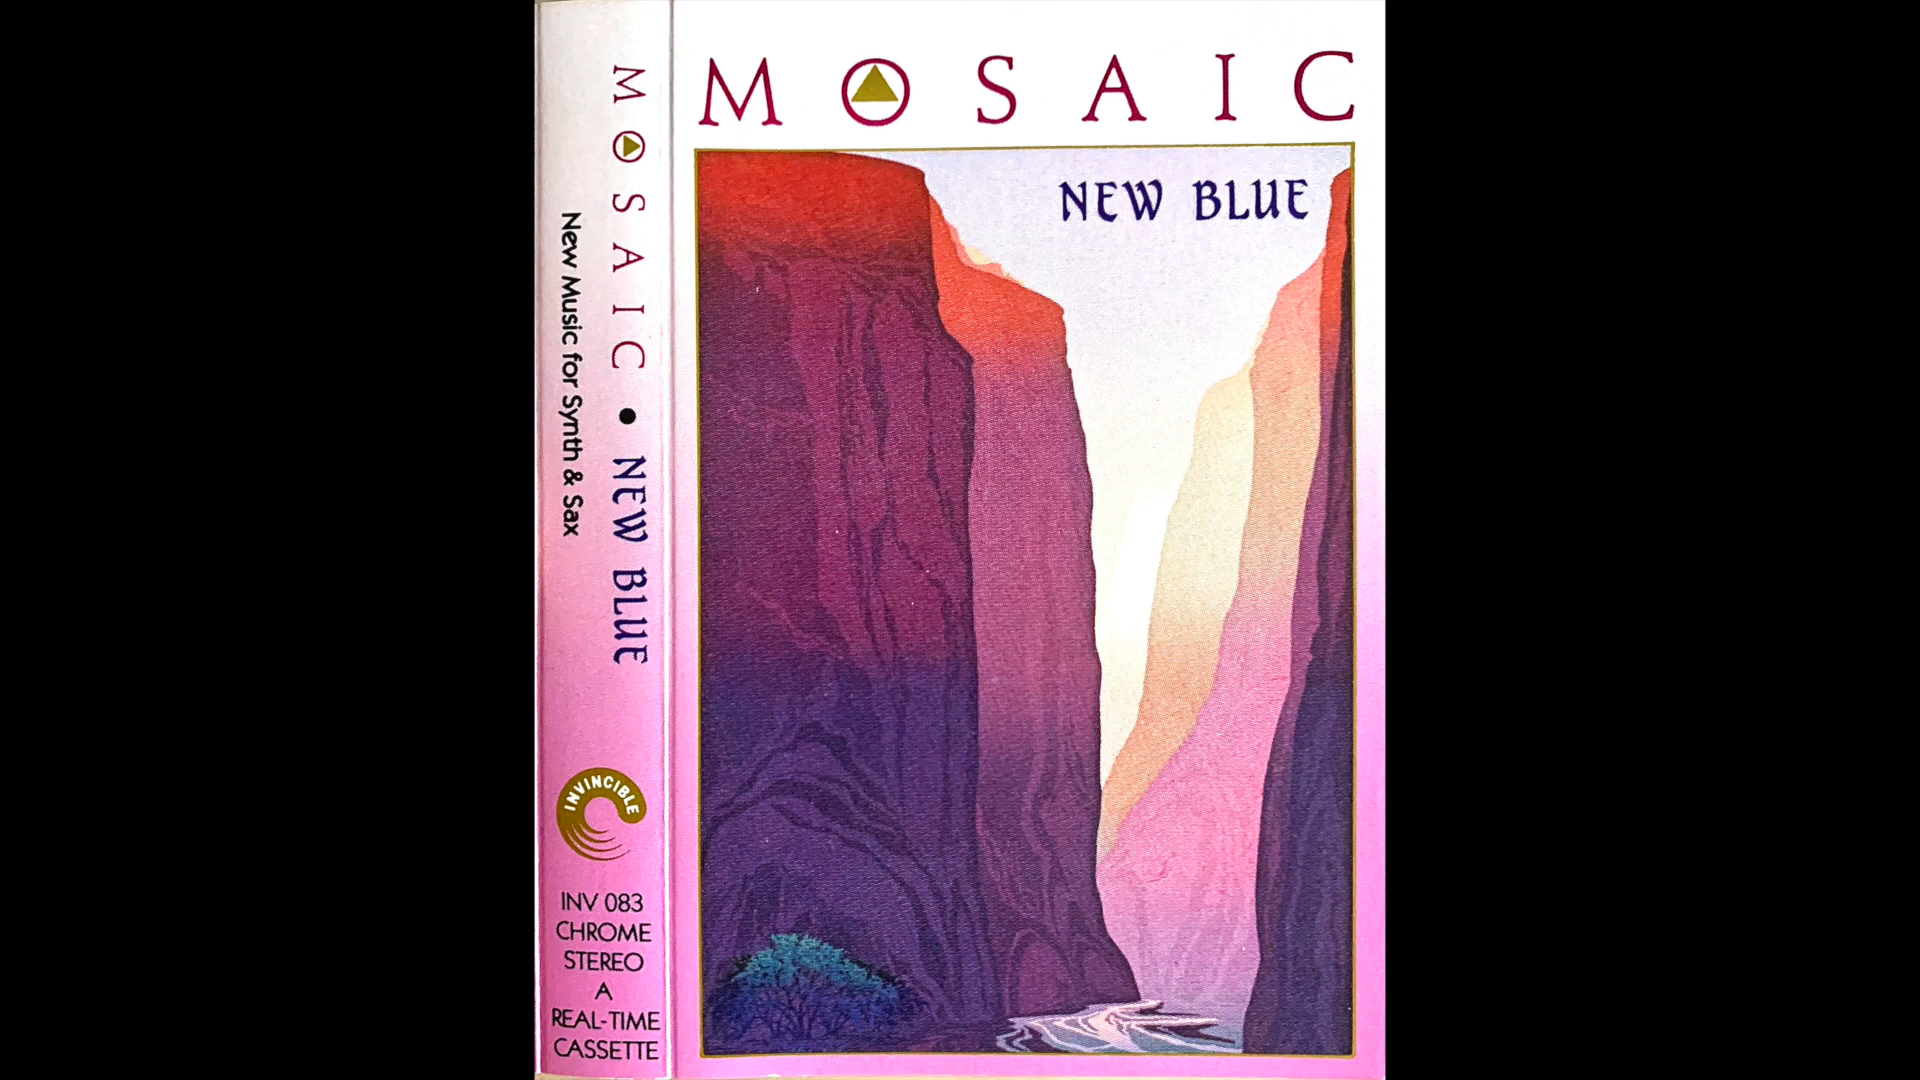 MOSAIC • NEW BLUE
New Music for Synth & Sax
INVINCIBLE
INV 083
CHROME
STEREO
A
REAL-TIME
CASSETTE
MOSAIC
NEW BLUE